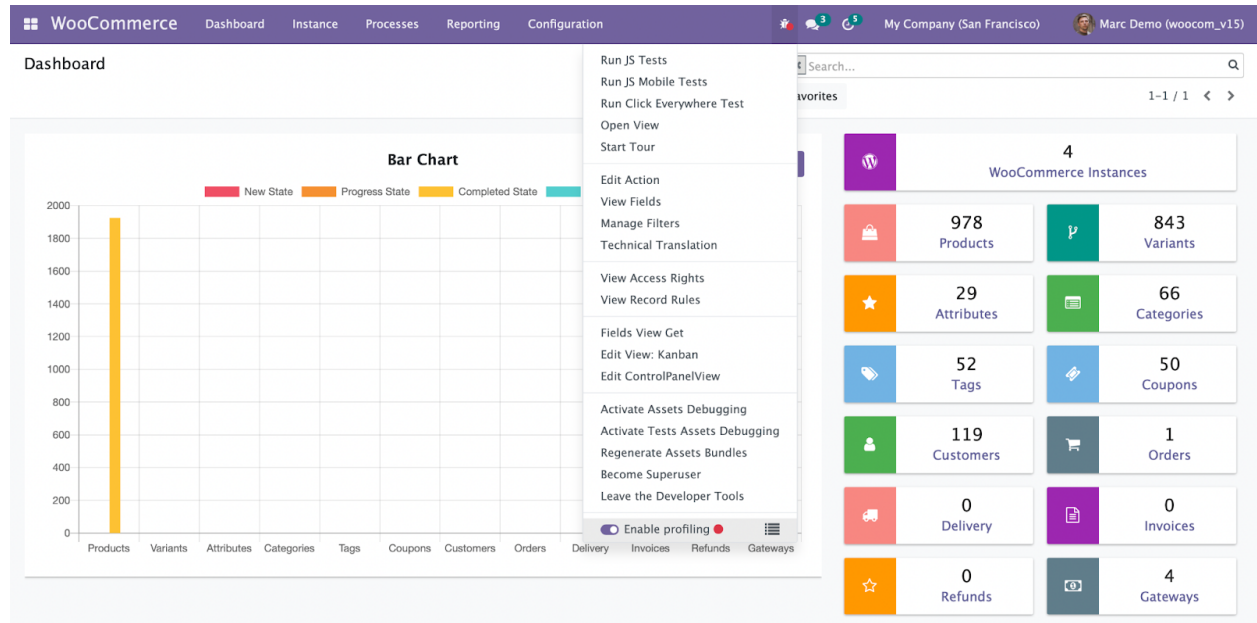 WooCommerce Dashboard Instance Processes Reporting Configuration 3 5 My Company (San Francisco) Marc Demo (woocom_v15)
Dashboard
Search...
avorites
1-1 / 1
Run JS Tests
Run JS Mobile Tests
Run Click Everywhere Test
Open View
Start Tour
Edit Action
View Fields
Manage Filters
Technical Translation
View Access Rights
View Record Rules
Fields View Get
Edit View: Kanban
Edit ControlPanelView
Activate Assets Debugging
Activate Tests Assets Debugging
Regenerate Assets Bundles
Become Superuser
Leave the Developer Tools
Enable profiling
Bar Chart
New State Progress State Completed State
2000
1800
1600
1400
1200
1000
800
600
400
200
0
Products Variants Attributes Categories Tags Coupons Customers Orders Delivery Invoices Refunds Gateways
4
WooCommerce Instances
978
Products
843
Variants
29
Attributes
66
Categories
52
Tags
50
Coupons
119
Customers
1
Orders
0
Delivery
0
Invoices
0
Refunds
4
Gateways